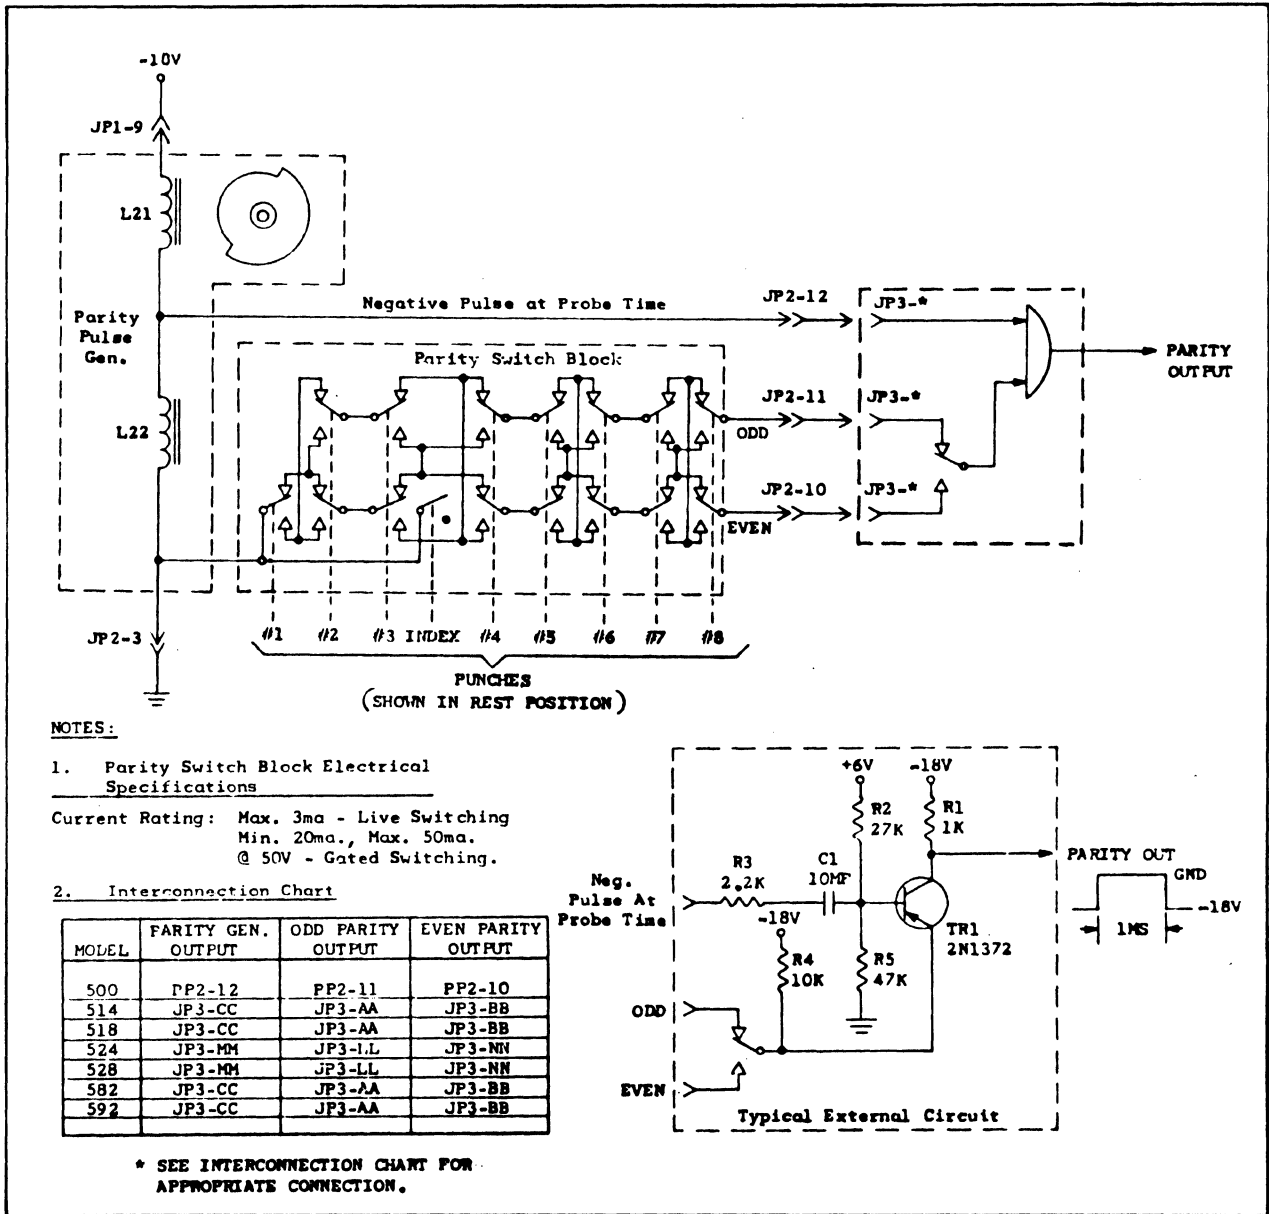 -10V
JP1-9
L21
Parity
Pulse
Gen.
L22
JP2-3
Negative Pulse at Probe Time
Parity Switch Block
JP2-12
JP3-*
JP2-11
JP3-*
ODD
JP2-10
JP3-*
EVEN
PARITY
OUTPUT
#1 #2 #3 INDEX #4 #5 #6 #7 #8
PUNCHES
(SHOWN IN REST POSITION)
NOTES:
1. Parity Switch Block Electrical
Specifications
Current Rating: Max. 3ma - Live Switching
Min. 20ma., Max. 50ma.
@ 50V - Gated Switching.
2. Interconnection Chart
MODEL PARITY GEN. OUTPUT ODD PARITY OUTPUT EVEN PARITY OUTPUT
500 PP2-12 PP2-11 PP2-10
514 JP3-CC JP3-AA JP3-BB
518 JP3-CC JP3-AA JP3-BB
524 JP3-MM JP3-LL JP3-NN
528 JP3-MM JP3-LL JP3-NN
582 JP3-CC JP3-AA JP3-BB
592 JP3-CC JP3-AA JP3-BB
* SEE INTERCONNECTION CHART FOR
APPROPRIATE CONNECTION.
+6V
-18V
R2
27K
R1
1K
R3
2.2K
C1
10MF
Neg.
Pulse At
Probe Time
-18V
R4
10K
R5
47K
TR1
2N1372
PARITY OUT
GND
-18V
1MS
ODD
EVEN
Typical External Circuit